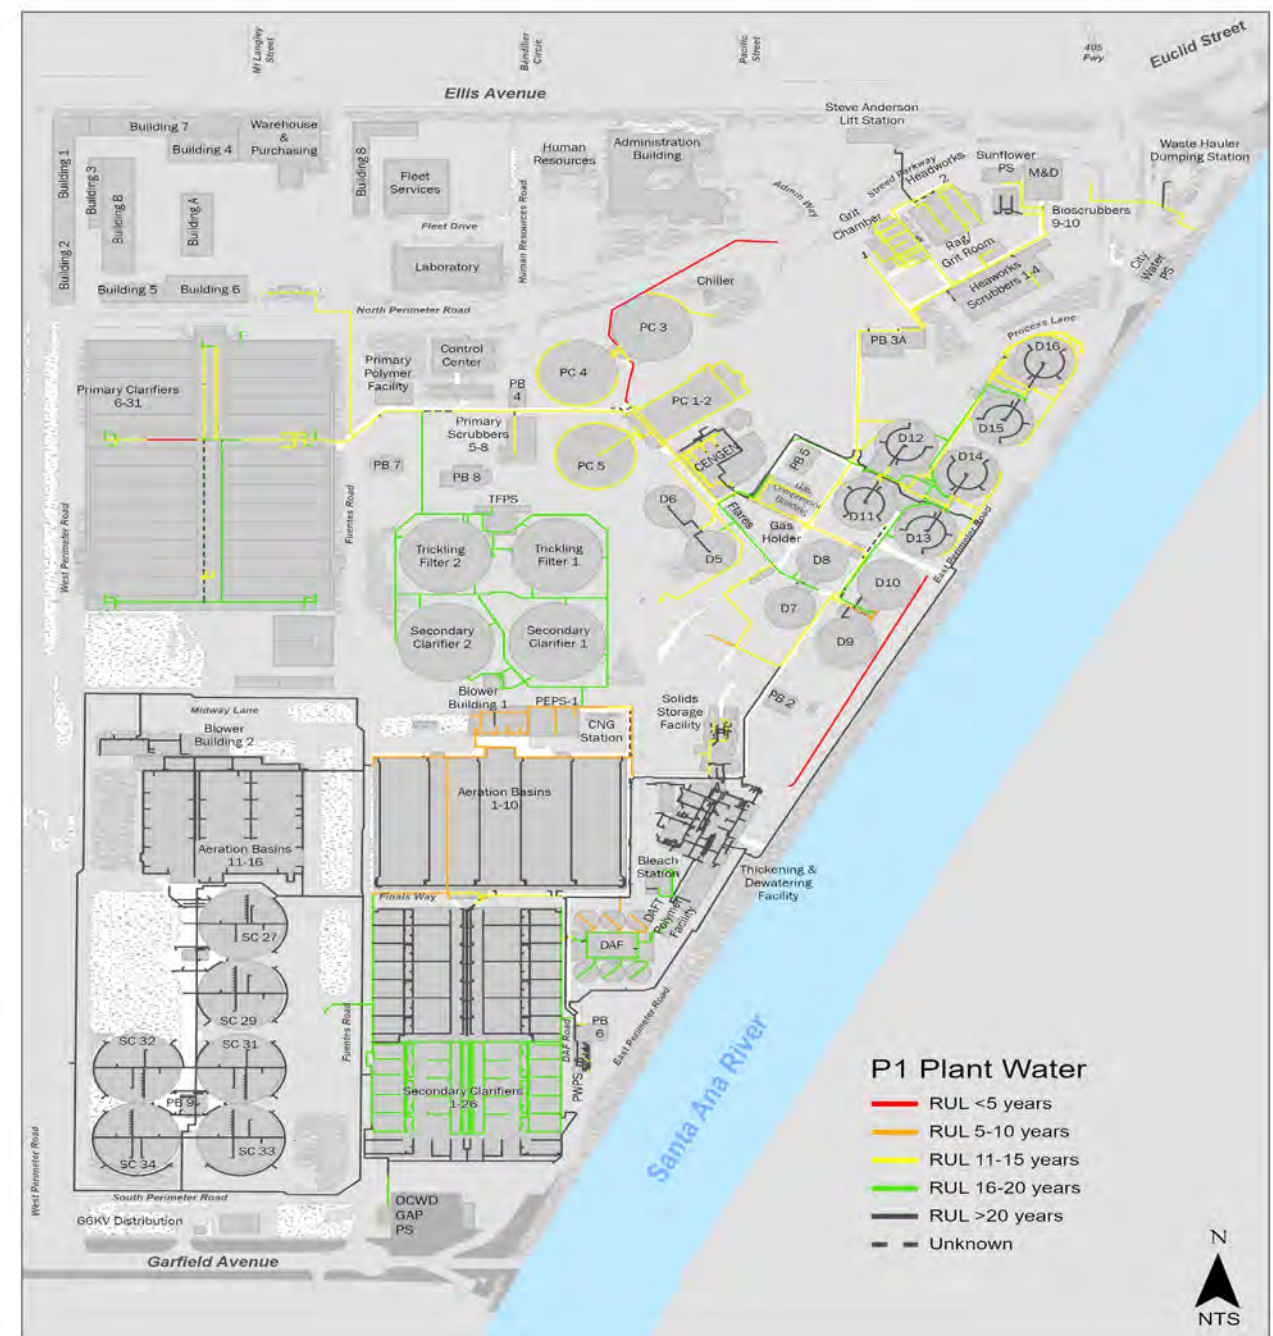 Mt Langley
Street
Bandilier
Circle
Pacific
Street
405
Fwy
Euclid Street
Ellis Avenue
Steve Anderson
Lift Station
Building 7
Building 4
Warehouse
&
Purchasing
Building 1
Building 3
Building B
Building A
Building 2
Building 5
Building 6
Building 8
Fleet
Services
Fleet Drive
Laboratory
Human Resources Road
Human
Resources
Administration
Building
Admin Way
Streed Parkway
Headworks
2
Sunflower
PS
M&D
Waste Hauler
Dumping Station
Grit
Chamber
Rag/
Grit Room
Bioscrubbers
9-10
Heaworks
Scrubbers 1-4
City
Water
PS
Chiller
North Perimeter Road
PC 3
PB 3A
Process Lane
D16
Primary Clarifiers
6-31
Primary
Polymer
Facility
Control
Center
PB
4
PC 4
PC 1-2
D15
Primary
Scrubbers
5-8
PC 5
CENGEN
PB 5
D12
D14
PB 7
PB 8
TFPS
D6
Gas
Compressor
Building
D11
D13
Flares
Gas
Holder
D5
D8
D10
D7
D9
East Perimeter Road
West Perimeter Road
Fuentes Road
Trickling
Filter 2
Trickling
Filter 1
Secondary
Clarifier 2
Secondary
Clarifier 1
Blower
Building 1
PEPS-1
CNG
Station
Solids
Storage
Facility
PB 2
Midway Lane
Blower
Building 2
Aeration Basins
1-10
Aeration Basins
11-16
Bleach
Station
Thickening &
Dewatering
Facility
Finals Way
DAFT
Polymer
Facility
DAF
SC 27
SC 29
SC 32
SC 31
PB 9
SC 34
SC 33
Fuentes Road
DAF Road
PB
6
PWPS
East Perimeter Road
Secondary Clarifiers
1-26
Santa Ana River
West Perimeter Road
South Perimeter Road
66KV Distribution
OCWD
GAP
PS
Garfield Avenue
P1 Plant Water
RUL <5 years
RUL 5-10 years
RUL 11-15 years
RUL 16-20 years
RUL >20 years
Unknown
N
NTS